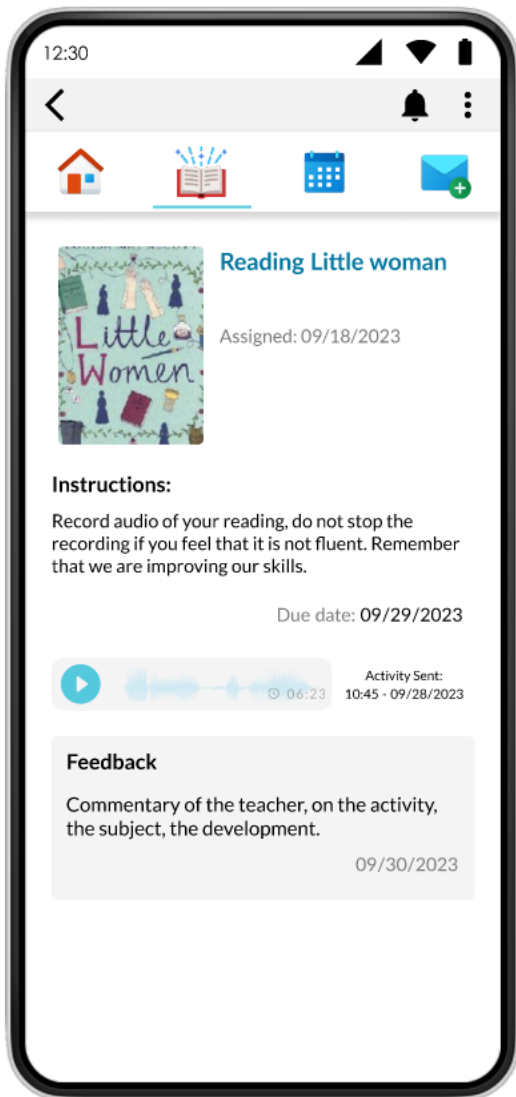 12:30
Reading Little woman
Assigned: 09/18/2023
Little
Women
Instructions:
Record audio of your reading, do not stop the
recording if you feel that it is not fluent. Remember
that we are improving our skills.
Due date: 09/29/2023
06:23
Activity Sent:
10:45 - 09/28/2023
Feedback
Commentary of the teacher, on the activity,
the subject, the development.
09/30/2023